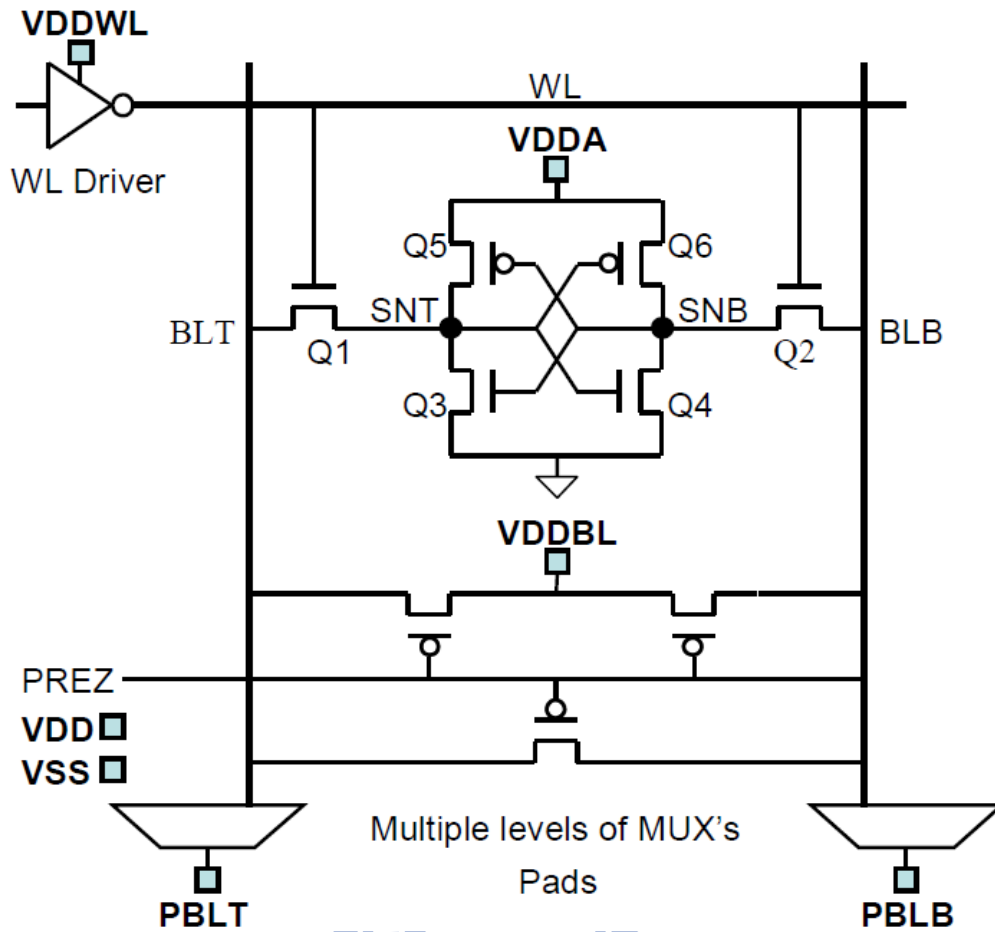 VDDWL
WL
VDDA
WL Driver
Q5
Q6
SNT
SNB
BLT
BLB
Q1
Q2
Q3
Q4
VDDBL
PREZ
VDD
VSS
Multiple levels of MUX's
Pads
PBLT
PBLB